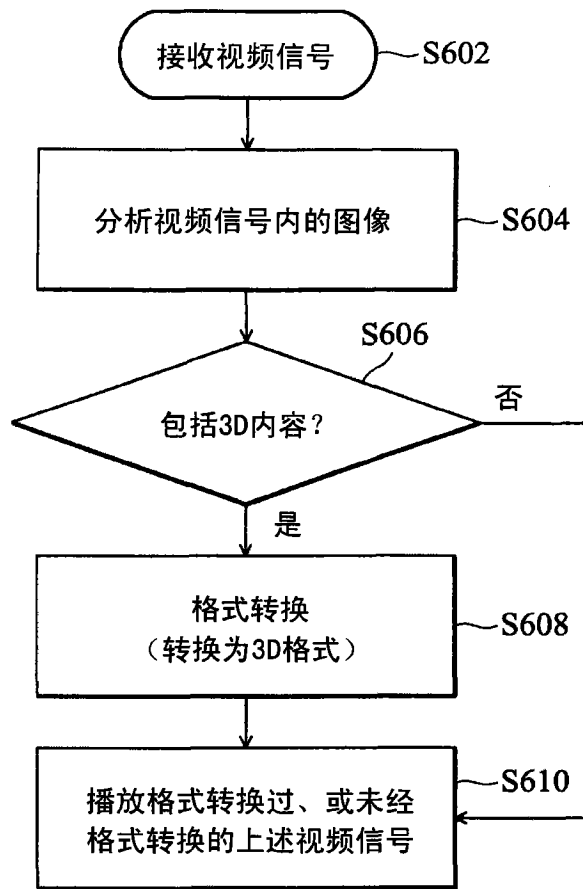 接收视频信号
S602
分析视频信号内的图像
S604
S606
包括3D内容?
否
是
格式转换
(转换为3D格式)
S608
播放格式转换过、或未经
格式转换的上述视频信号
S610